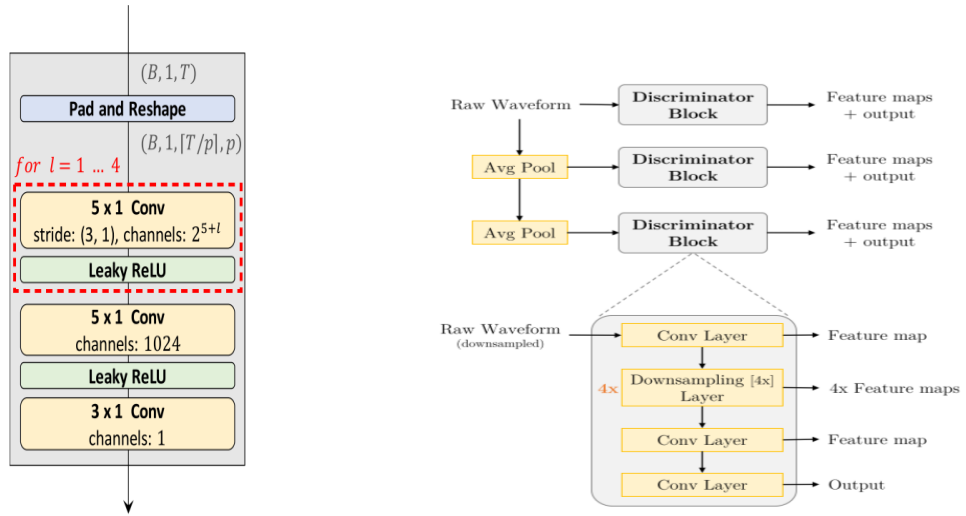 (B, 1, T)
Pad and Reshape
(B, 1, ⌈T/p⌉, p)
for l = 1 ... 4
5 x 1 Conv
stride: (3, 1), channels: 2^{5+l}
Leaky ReLU
5 x 1 Conv
channels: 1024
Leaky ReLU
3 x 1 Conv
channels: 1
Raw Waveform
Discriminator
Block
Feature maps
+ output
Avg Pool
Discriminator
Block
Feature maps
+ output
Avg Pool
Discriminator
Block
Feature maps
+ output
Raw Waveform
(downsampled)
Conv Layer
Feature map
4x
Downsampling [4x]
Layer
4x Feature maps
Conv Layer
Feature map
Conv Layer
Output